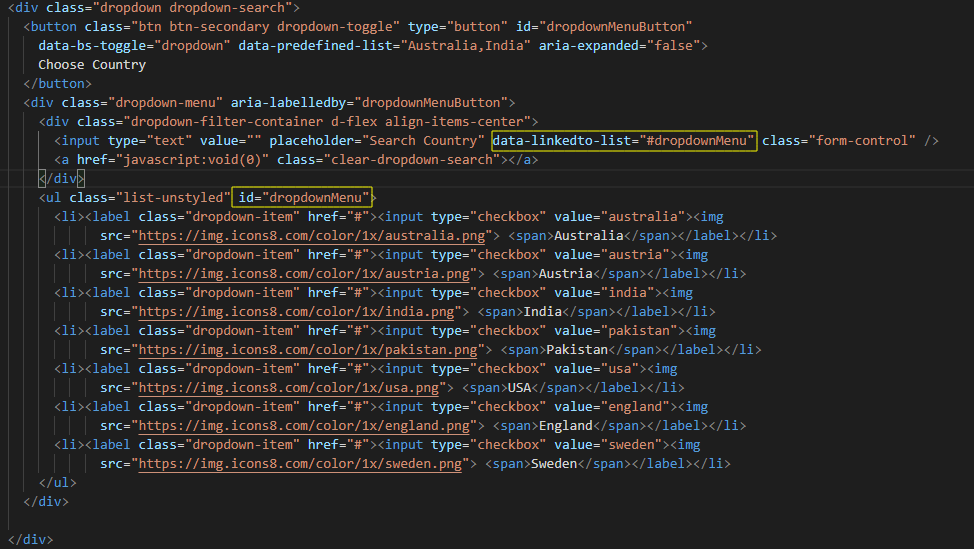 <div class="dropdown dropdown-search">
<button class="btn btn-secondary dropdown-toggle" type="button" id="dropdownMenuButton"
data-bs-toggle="dropdown" data-predefined-list="Australia,India" aria-expanded="false">
Choose Country
</button>
<div class="dropdown-menu" aria-labelledby="dropdownMenuButton">
<div class="dropdown-filter-container d-flex align-items-center">
<input type="text" value="" placeholder="Search Country" data-linkedto-list="#dropdownMenu" class="form-control" />
<a href="javascript:void(0)" class="clear-dropdown-search"></a>
</div>
<ul class="list-unstyled" id="dropdownMenu">
<li><label class="dropdown-item" href="#"><input type="checkbox" value="australia"><img
src="https://img.icons8.com/color/1x/australia.png"> <span>Australia</span></label></li>
<li><label class="dropdown-item" href="#"><input type="checkbox" value="austria"><img
src="https://img.icons8.com/color/1x/austria.png"> <span>Austria</span></label></li>
<li><label class="dropdown-item" href="#"><input type="checkbox" value="india"><img
src="https://img.icons8.com/color/1x/india.png"> <span>India</span></label></li>
<li><label class="dropdown-item" href="#"><input type="checkbox" value="pakistan"><img
src="https://img.icons8.com/color/1x/pakistan.png"> <span>Pakistan</span></label></li>
<li><label class="dropdown-item" href="#"><input type="checkbox" value="usa"><img
src="https://img.icons8.com/color/1x/usa.png"> <span>USA</span></label></li>
<li><label class="dropdown-item" href="#"><input type="checkbox" value="england"><img
src="https://img.icons8.com/color/1x/england.png"> <span>England</span></label></li>
<li><label class="dropdown-item" href="#"><input type="checkbox" value="sweden"><img
src="https://img.icons8.com/color/1x/sweden.png"> <span>Sweden</span></label></li>
</ul>
</div>
</div>